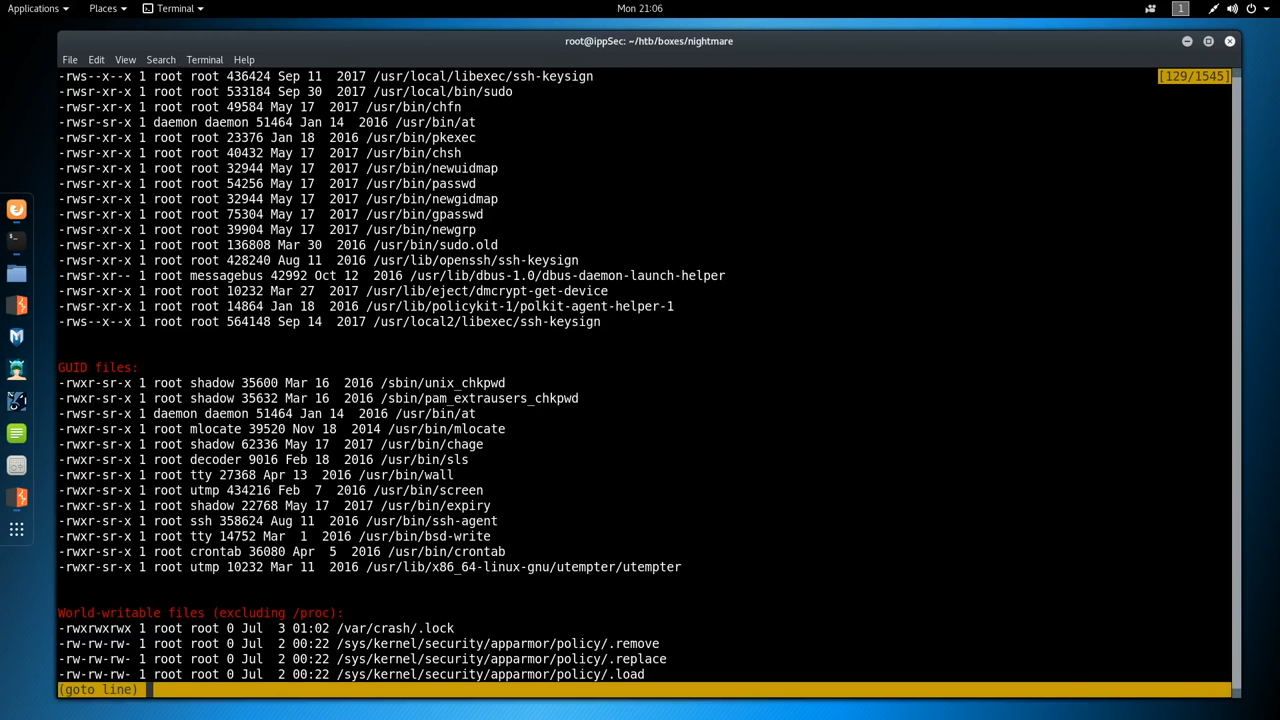 Applications Places Terminal Mon 21:06 1
root@ippSec: ~/htb/boxes/nightmare
File Edit View Search Terminal Help
-rws--x--x 1 root root 436424 Sep 11  2017 /usr/local/libexec/ssh-keysign [129/1545]
-rwsr-xr-x 1 root root 533184 Sep 30  2017 /usr/local/bin/sudo
-rwsr-xr-x 1 root root 49584 May 17  2017 /usr/bin/chfn
-rwsr-sr-x 1 daemon daemon 51464 Jan 14  2016 /usr/bin/at
-rwsr-xr-x 1 root root 23376 Jan 18  2016 /usr/bin/pkexec
-rwsr-xr-x 1 root root 40432 May 17  2017 /usr/bin/chsh
-rwsr-xr-x 1 root root 32944 May 17  2017 /usr/bin/newuidmap
-rwsr-xr-x 1 root root 54256 May 17  2017 /usr/bin/passwd
-rwsr-xr-x 1 root root 32944 May 17  2017 /usr/bin/newgidmap
-rwsr-xr-x 1 root root 75304 May 17  2017 /usr/bin/gpasswd
-rwsr-xr-x 1 root root 39904 May 17  2017 /usr/bin/newgrp
-rwsr-xr-x 1 root root 136808 Mar 30  2016 /usr/bin/sudo.old
-rwsr-xr-x 1 root root 428240 Aug 11  2016 /usr/lib/openssh/ssh-keysign
-rwsr-xr-- 1 root messagebus 42992 Oct 12  2016 /usr/lib/dbus-1.0/dbus-daemon-launch-helper
-rwsr-xr-x 1 root root 10232 Mar 27  2017 /usr/lib/eject/dmcrypt-get-device
-rwsr-xr-x 1 root root 14864 Jan 18  2016 /usr/lib/policykit-1/polkit-agent-helper-1
-rws--x--x 1 root root 564148 Sep 14  2017 /usr/local2/libexec/ssh-keysign
GUID files:
-rwxr-sr-x 1 root shadow 35600 Mar 16  2016 /sbin/unix_chkpwd
-rwxr-sr-x 1 root shadow 35632 Mar 16  2016 /sbin/pam_extrausers_chkpwd
-rwsr-sr-x 1 daemon daemon 51464 Jan 14  2016 /usr/bin/at
-rwxr-sr-x 1 root mlocate 39520 Nov 18  2014 /usr/bin/mlocate
-rwxr-sr-x 1 root shadow 62336 May 17  2017 /usr/bin/chage
-rwxr-sr-x 1 root decoder 9016 Feb 18  2016 /usr/bin/sls
-rwxr-sr-x 1 root tty 27368 Apr 13  2016 /usr/bin/wall
-rwxr-sr-x 1 root utmp 434216 Feb  7  2016 /usr/bin/screen
-rwxr-sr-x 1 root shadow 22768 May 17  2017 /usr/bin/expiry
-rwxr-sr-x 1 root ssh 358624 Aug 11  2016 /usr/bin/ssh-agent
-rwxr-sr-x 1 root tty 14752 Mar  1  2016 /usr/bin/bsd-write
-rwxr-sr-x 1 root crontab 36080 Apr  5  2016 /usr/bin/crontab
-rwxr-sr-x 1 root utmp 10232 Mar 11  2016 /usr/lib/x86_64-linux-gnu/utempter/utempter
World-writable files (excluding /proc):
-rwxrwxrwx 1 root root 0 Jul  3 01:02 /var/crash/.lock
-rw-rw-rw- 1 root root 0 Jul  2 00:22 /sys/kernel/security/apparmor/policy/.remove
-rw-rw-rw- 1 root root 0 Jul  2 00:22 /sys/kernel/security/apparmor/policy/.replace
-rw-rw-rw- 1 root root 0 Jul  2 00:22 /sys/kernel/security/apparmor/policy/.load
(goto line)